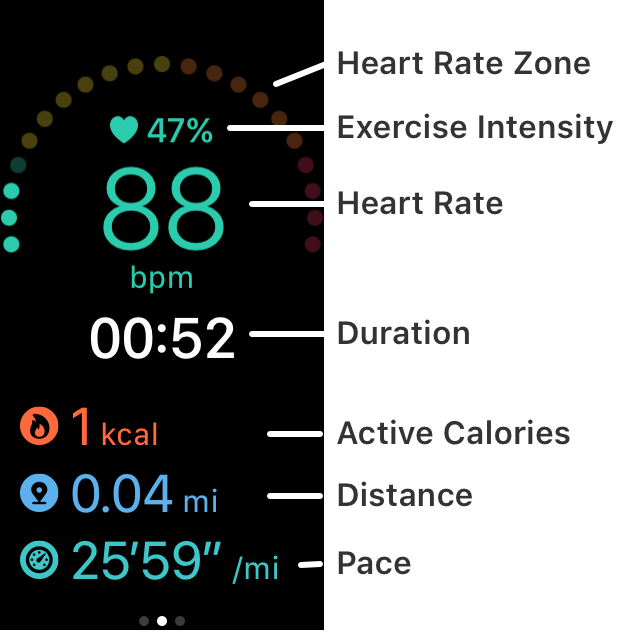 Heart Rate Zone
47% Exercise Intensity
88 Heart Rate
bpm
00:52 Duration
1 kcal Active Calories
0.04 mi Distance
25'59" /mi Pace